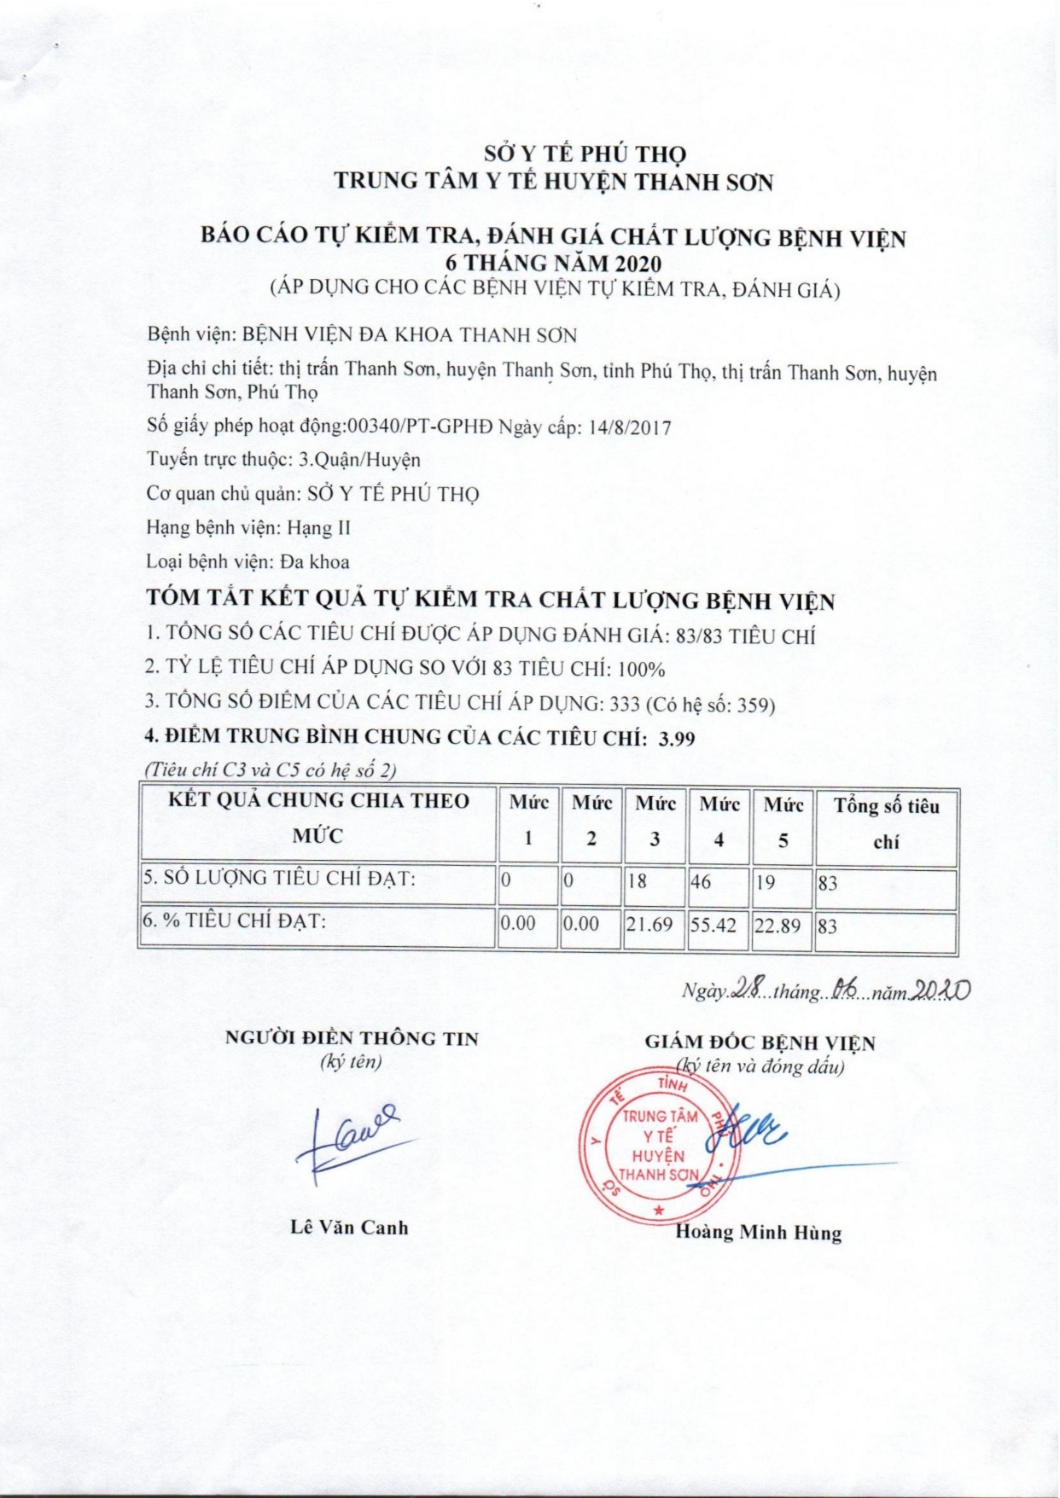 SỞ Y TẾ PHÚ THỌ
TRUNG TÂM Y TẾ HUYỆN THANH SƠN
BÁO CÁO TỰ KIỂM TRA, ĐÁNH GIÁ CHẤT LƯỢNG BỆNH VIỆN
6 THÁNG NĂM 2020
(ÁP DỤNG CHO CÁC BỆNH VIỆN TỰ KIỂM TRA, ĐÁNH GIÁ)
Bệnh viện: BỆNH VIỆN ĐA KHOA THANH SƠN
Địa chỉ chi tiết: thị trấn Thanh Sơn, huyện Thanh Sơn, tỉnh Phú Thọ, thị trấn Thanh Sơn, huyện
Thanh Sơn, Phú Thọ
Số giấy phép hoạt động:00340/PT-GPHĐ Ngày cấp: 14/8/2017
Tuyến trực thuộc: 3.Quận/Huyện
Cơ quan chủ quản: SỞ Y TẾ PHÚ THỌ
Hạng bệnh viện: Hạng II
Loại bệnh viện: Đa khoa
TÓM TẮT KẾT QUẢ TỰ KIỂM TRA CHẤT LƯỢNG BỆNH VIỆN
1. TỔNG SỐ CÁC TIÊU CHÍ ĐƯỢC ÁP DỤNG ĐÁNH GIÁ: 83/83 TIÊU CHÍ
2. TỶ LỆ TIÊU CHÍ ÁP DỤNG SO VỚI 83 TIÊU CHÍ: 100%
3. TỔNG SỐ ĐIỂM CỦA CÁC TIÊU CHÍ ÁP DỤNG: 333 (Có hệ số: 359)
4. ĐIỂM TRUNG BÌNH CHUNG CỦA CÁC TIÊU CHÍ: 3.99
(Tiêu chí C3 và C5 có hệ số 2)
KẾT QUẢ CHUNG CHIA THEO MỨC Mức 1 Mức 2 Mức 3 Mức 4 Mức 5 Tổng số tiêu chí
5. SỐ LƯỢNG TIÊU CHÍ ĐẠT: 0 0 18 46 19 83
6. % TIÊU CHÍ ĐẠT: 0.00 0.00 21.69 55.42 22.89 83
Ngày 28 tháng 06 năm 2020
NGƯỜI ĐIỀN THÔNG TIN
(ký tên)
GIÁM ĐỐC BỆNH VIỆN
(ký tên và đóng dấu)
SỞ Y TẾ TỈNH PHÚ THỌ
TRUNG TÂM
Y TẾ
HUYỆN
THANH SƠN
Lê Văn Canh
Hoàng Minh Hùng